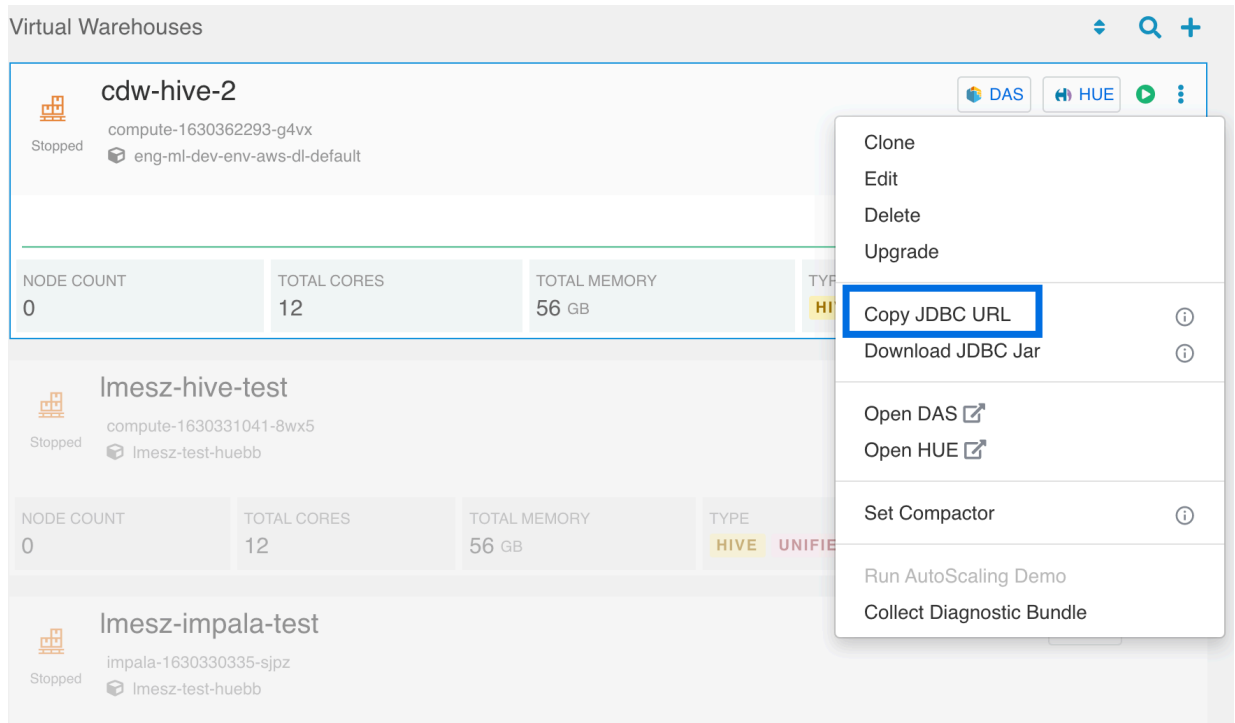 Virtual Warehouses
cdw-hive-2
DAS
HUE
compute-1630362293-g4vx
Stopped
eng-ml-dev-env-aws-dl-default
Clone
Edit
Delete
Upgrade
NODE COUNT
TOTAL CORES
TOTAL MEMORY
0
12
56 GB
Copy JDBC URL
Download JDBC Jar
Open DAS
Open HUE
Set Compactor
Run AutoScaling Demo
Collect Diagnostic Bundle
lmesz-hive-test
compute-1630331041-8wx5
Stopped
lmesz-test-huebb
NODE COUNT
TOTAL CORES
TOTAL MEMORY
TYPE
0
12
56 GB
HIVE
lmesz-impala-test
impala-1630330335-sjpz
Stopped
lmesz-test-huebb